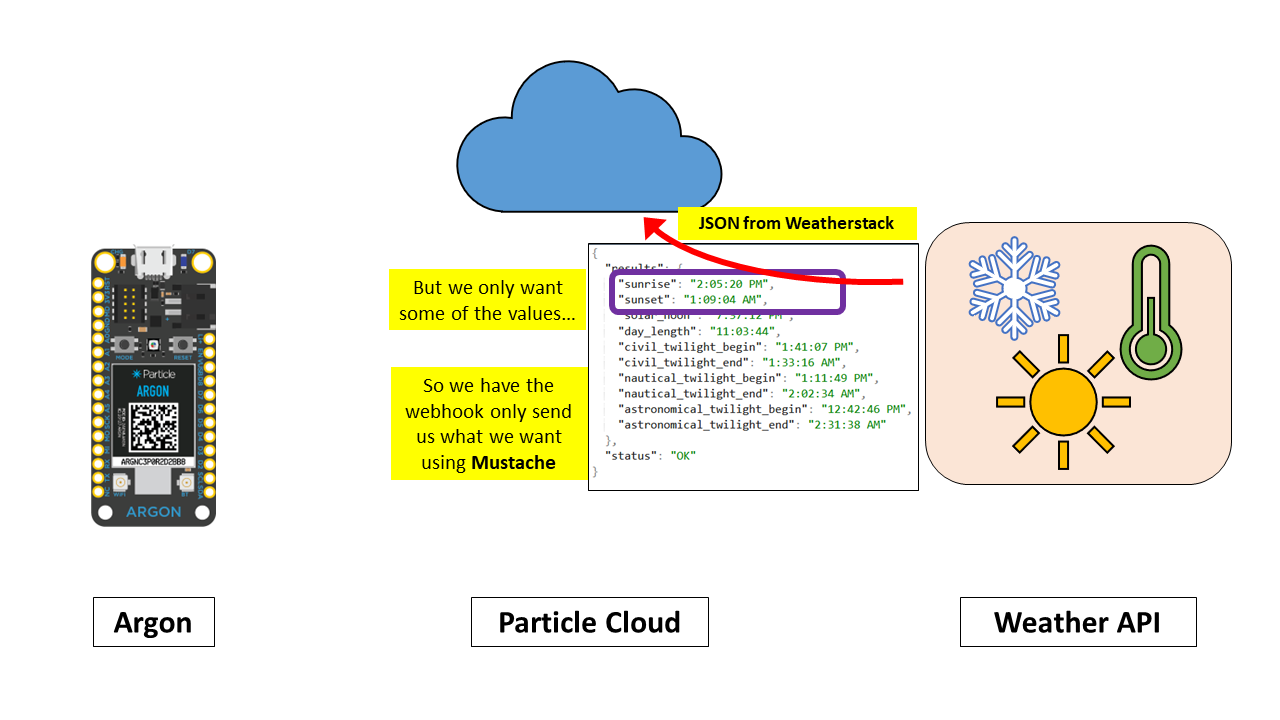 JSON from Weatherstack
{
"results": {
"sunrise": "2:05:20 PM",
"sunset": "1:09:04 AM",
"solar_noon": "7:37:12 PM",
"day_length": "11:03:44",
"civil_twilight_begin": "1:41:07 PM",
"civil_twilight_end": "1:33:16 AM",
"nautical_twilight_begin": "1:11:49 PM",
"nautical_twilight_end": "2:02:34 AM",
"astronomical_twilight_begin": "12:42:46 PM",
"astronomical_twilight_end": "2:31:38 AM"
},
"status": "OK"
}
But we only want
some of the values...
So we have the
webhook only send
us what we want
using Mustache
MODE
RESET
Particle
ARGON
ARGNC3P0R2D2BB8
WiFi
BT
ARGON
Argon
Particle Cloud
Weather API